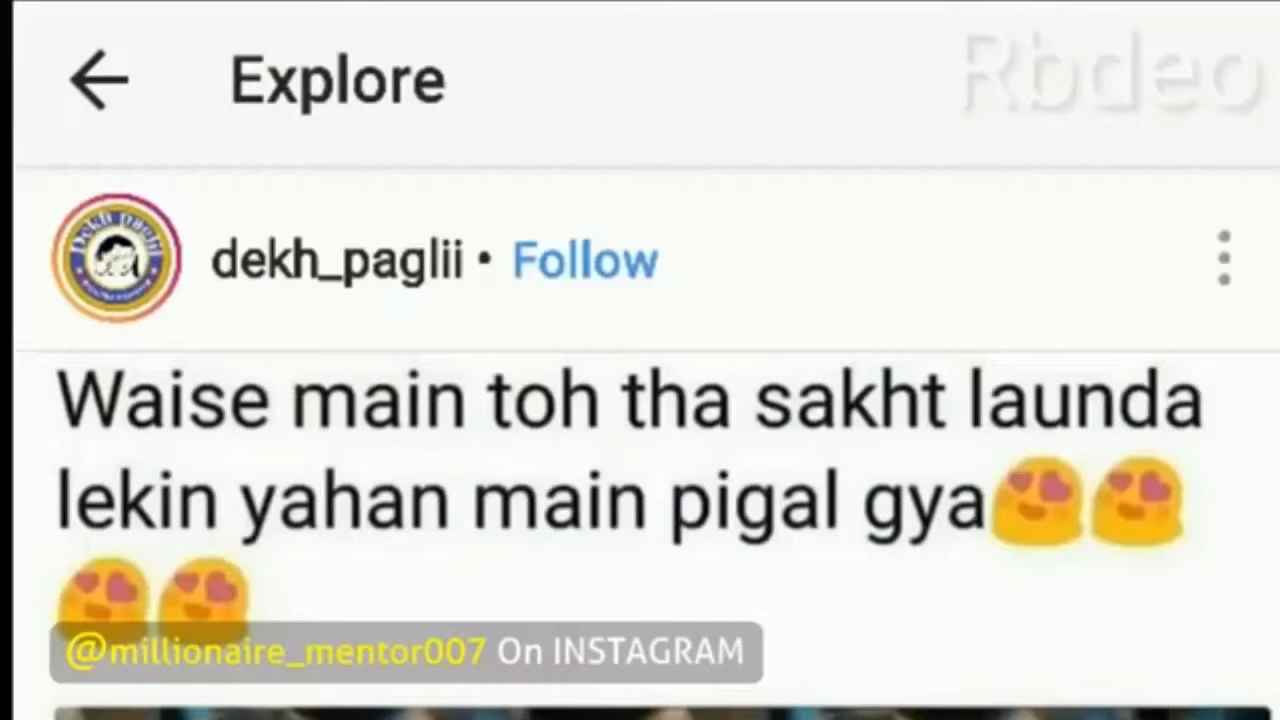 Explore
Rbdeo
dekh_paglii • Follow
Waise main toh tha sakht launda
lekin yahan main pigal gya😍😍
😍😍
@millionaire_mentor007 On INSTAGRAM